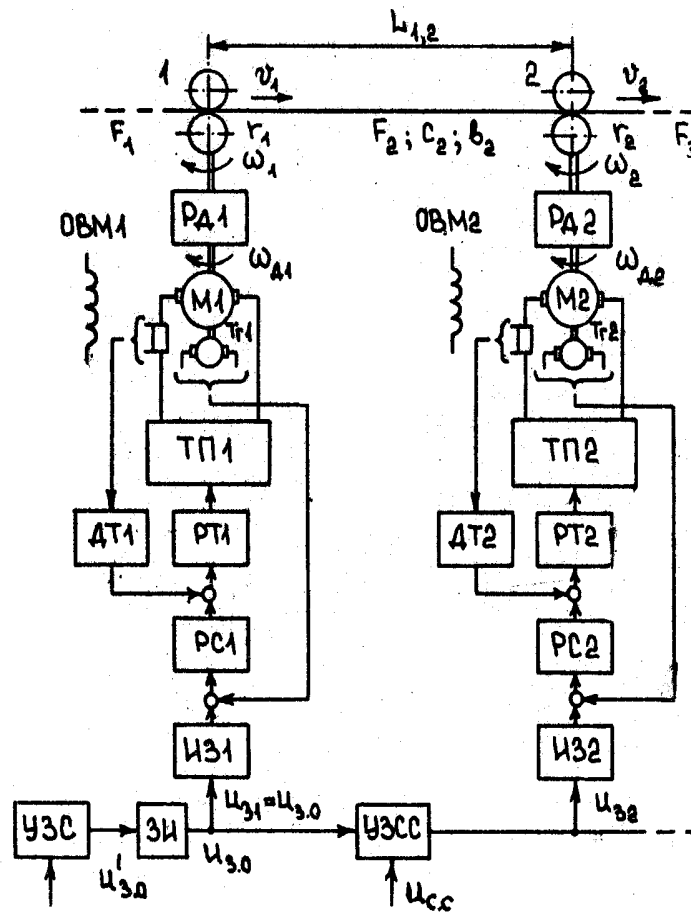 L1,2
1 v1 2 v2
F1 r1 F2; c2; b2 r2 F3
ω1 ω2
РД1 РД2
ОВМ1 ОВМ2
ωд1 ωд2
М1 М2
Тг1 Тг2
ТП1 ТП2
ДТ1 РТ1 ДТ2 РТ2
РС1 РС2
ИЗ1 ИЗ2
uз1=uз.0 uз2
УЗС ЗИ УЗСС
u'з.0 uз.0
uс.с